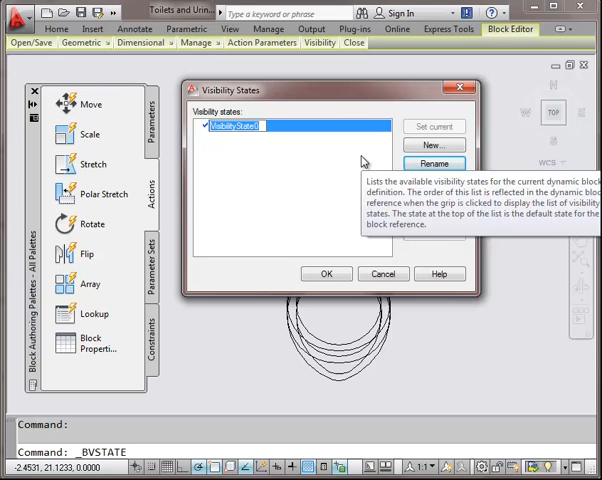 Toilets and Urin...
Type a keyword or phrase
Sign In
Home
Insert
Annotate
Parametric
View
Manage
Output
Online
Express Tools
Block Editor
Open/Save
Geometric
Dimensional
Manage
Action Parameters
Visibility
Close
Move
Scale
Stretch
Polar Stretch
Rotate
Flip
Array
Lookup
Block
Properti...
Parameters
Actions
Parameter Sets
Constraints
Block Authoring Palettes - All Palettes
Visibility States
Visibility states:
VisibilityState0
Set current
New...
Rename
Lists the available visibility states for the current dynamic block
definition. The order of this list is reflected in the dynamic block
reference when the grip is clicked to display the list of visibility
states. The state at the top of the list is the default state for the
block reference.
OK
Cancel
Help
N
W
TOP
WCS
Command:
Command: _BVSTATE
-2.4531, 21.1233, 0.0000
1:1